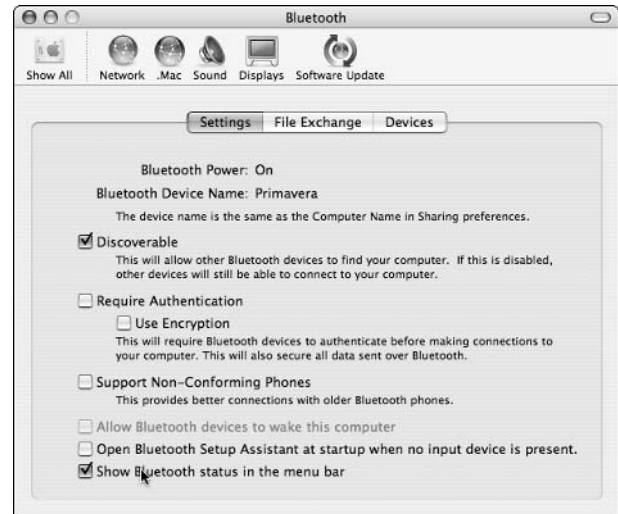 Bluetooth
Show All Network .Mac Sound Displays Software Update
Settings File Exchange Devices
Bluetooth Power: On
Bluetooth Device Name: Primavera
The device name is the same as the Computer Name in Sharing preferences.
Discoverable
This will allow other Bluetooth devices to find your computer. If this is disabled,
other devices will still be able to connect to your computer.
Require Authentication
Use Encryption
This will require Bluetooth devices to authenticate before making connections to
your computer. This will also secure all data sent over Bluetooth.
Support Non-Conforming Phones
This provides better connections with older Bluetooth phones.
Allow Bluetooth devices to wake this computer
Open Bluetooth Setup Assistant at startup when no input device is present.
Show Bluetooth status in the menu bar